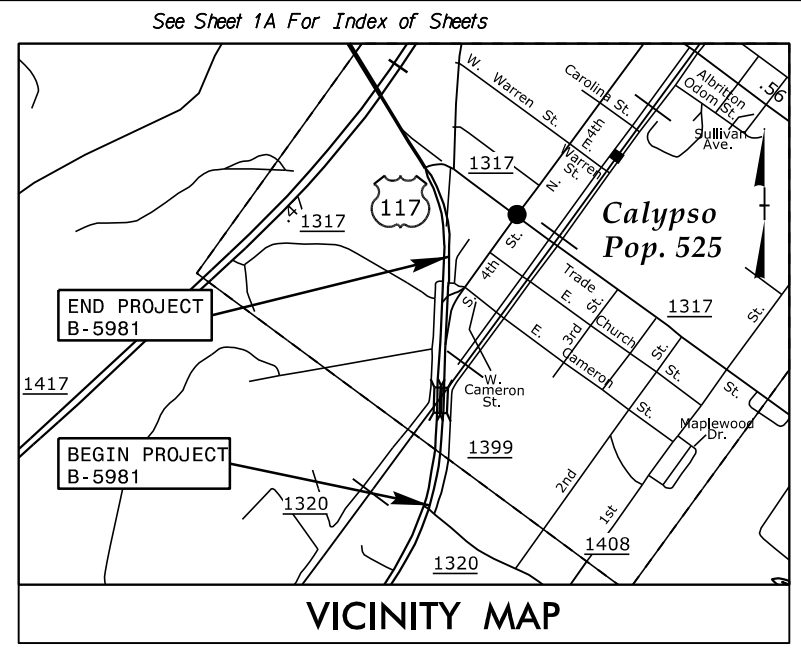 See Sheet 1A For Index of Sheets
W. Warren St.
Carolina St.
Albritton
Odom St.
.56
Sullivan
Ave.
N. 4th St.
E. Warren
St.
1317
117
.41
1317
Calypso
Pop. 525
END PROJECT
B-5981
S. 4th St.
Trade St.
E. Church St.
1317
St.
E. Cameron St.
3rd St.
1417
W.
Cameron
St.
St.
Maplewood
Dr.
BEGIN PROJECT
B-5981
1399
2nd
1320
1st
1408
1320
VICINITY MAP